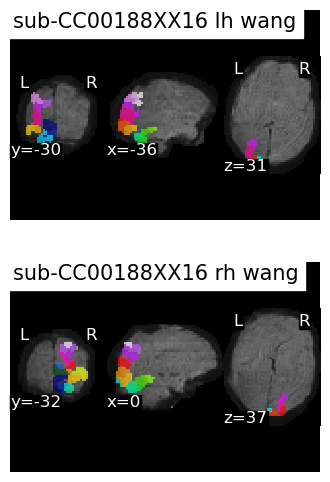 sub-CC00188XX16 lh wang
L R L R
y=-30 x=-36 z=31
sub-CC00188XX16 rh wang
L R L R
y=-32 x=0 z=37